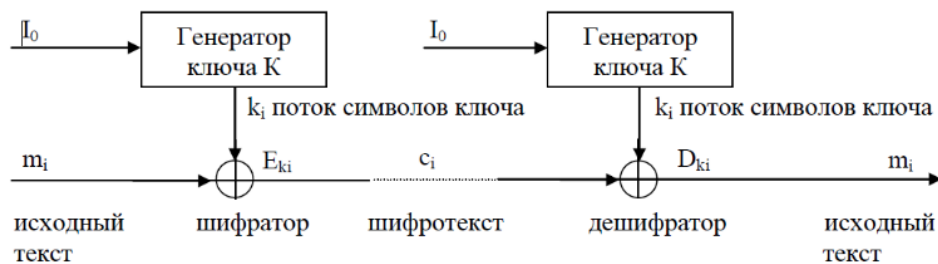 I₀
Генератор
ключа К
I₀
Генератор
ключа К
kᵢ поток символов ключа
kᵢ поток символов ключа
mᵢ
Eₖᵢ
cᵢ
Dₖᵢ
mᵢ
исходный
текст
шифратор
шифротекст
дешифратор
исходный
текст